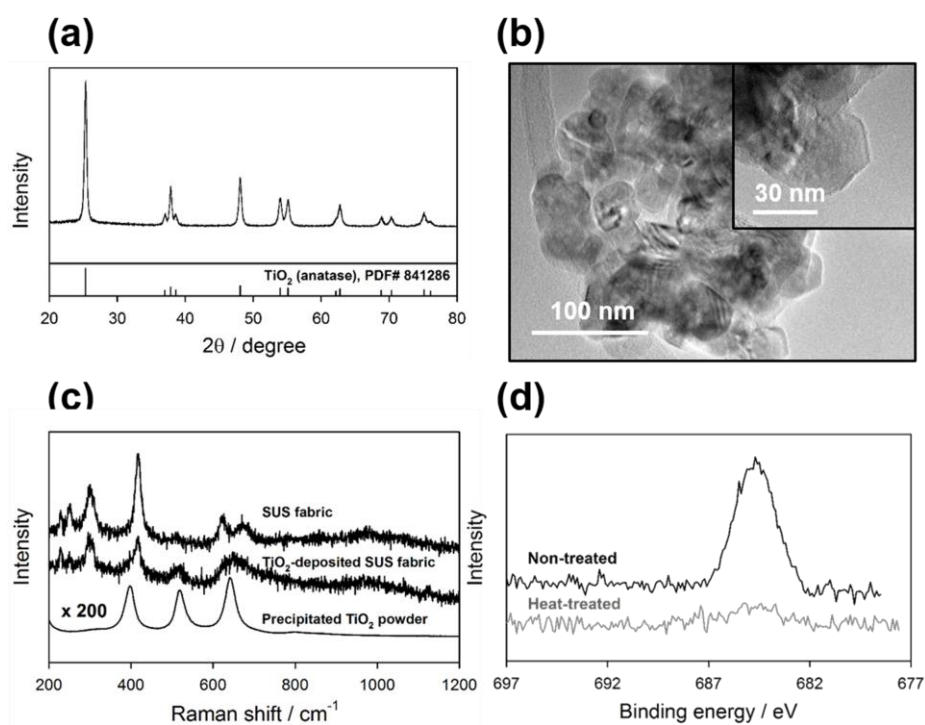 (a)
Intensity
TiO2 (anatase), PDF# 841286
20 30 40 50 60 70 80
2θ / degree
(b)
30 nm
100 nm
(c)
Intensity
SUS fabric
TiO2-deposited SUS fabric
x 200
Precipitated TiO2 powder
200 400 600 800 1000 1200
Raman shift / cm-1
(d)
Intensity
Non-treated
Heat-treated
697 692 687 682 677
Binding energy / eV